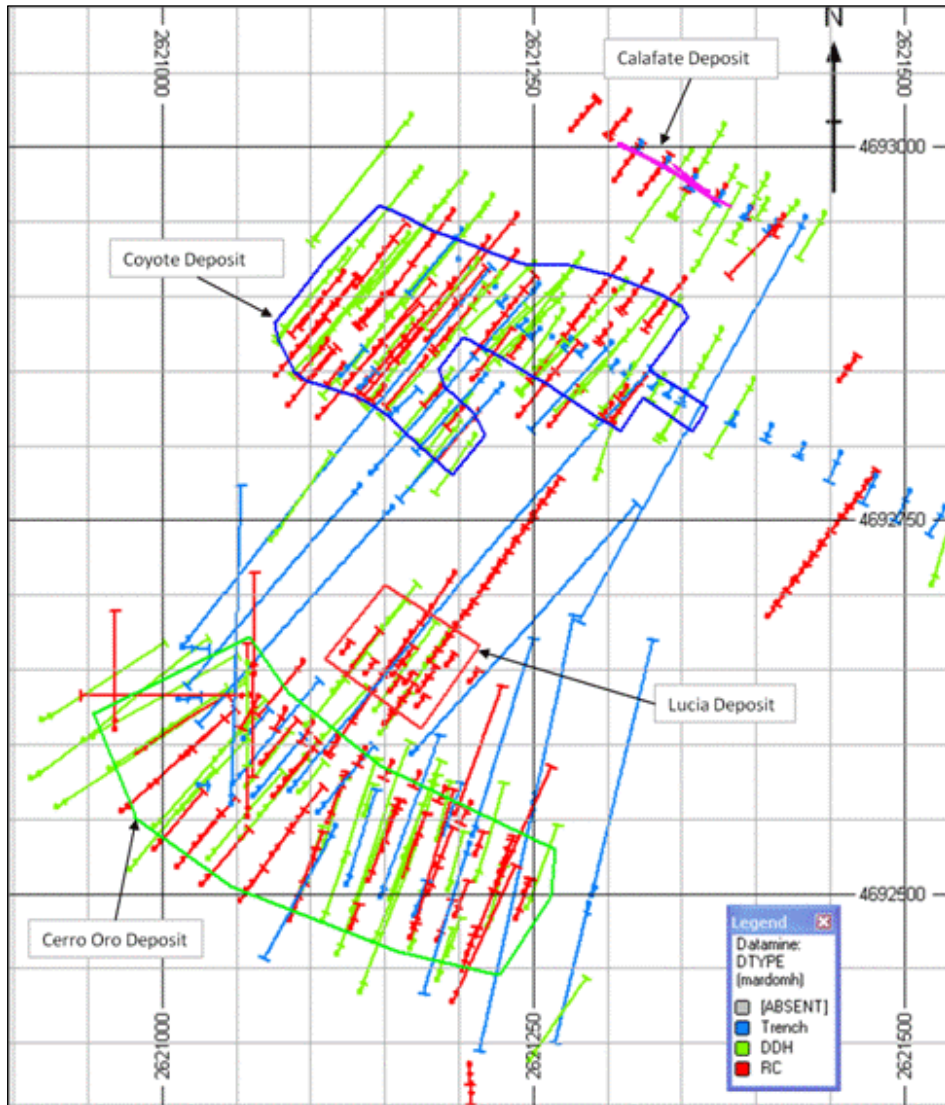 2621000
2621250
2621500
N
Calafate Deposit
4693000
Coyote Deposit
4692750
Lucia Deposit
4692500
Cerro Oro Deposit
Legend
Datamine:
DTYPE
(mardomh)
[ABSENT]
Trench
DDH
RC
2621000
2621250
2621500